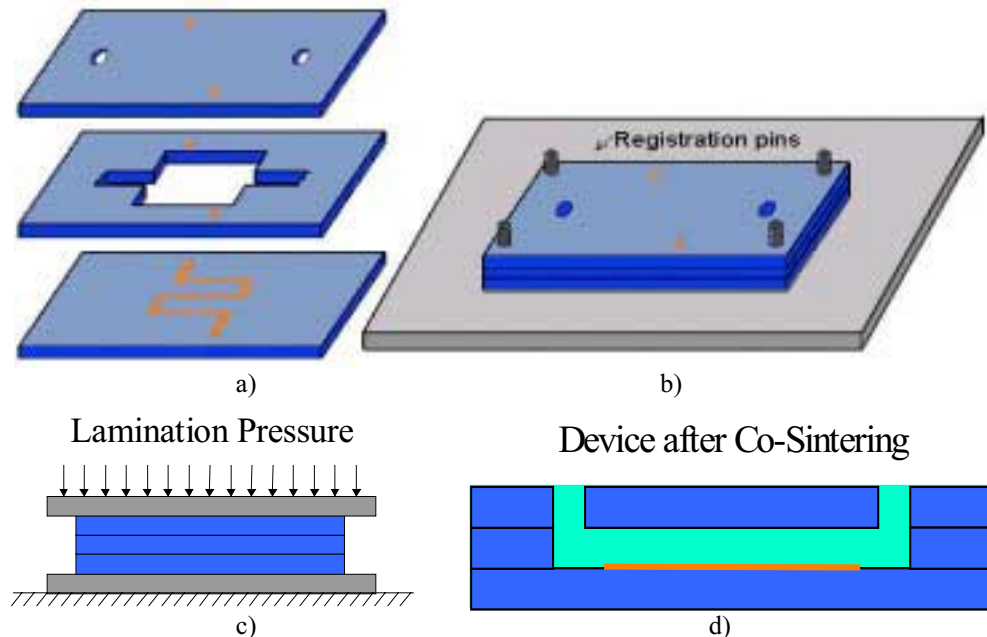 Registration pins
a)
b)
Lamination Pressure
Device after Co-Sintering
c)
d)